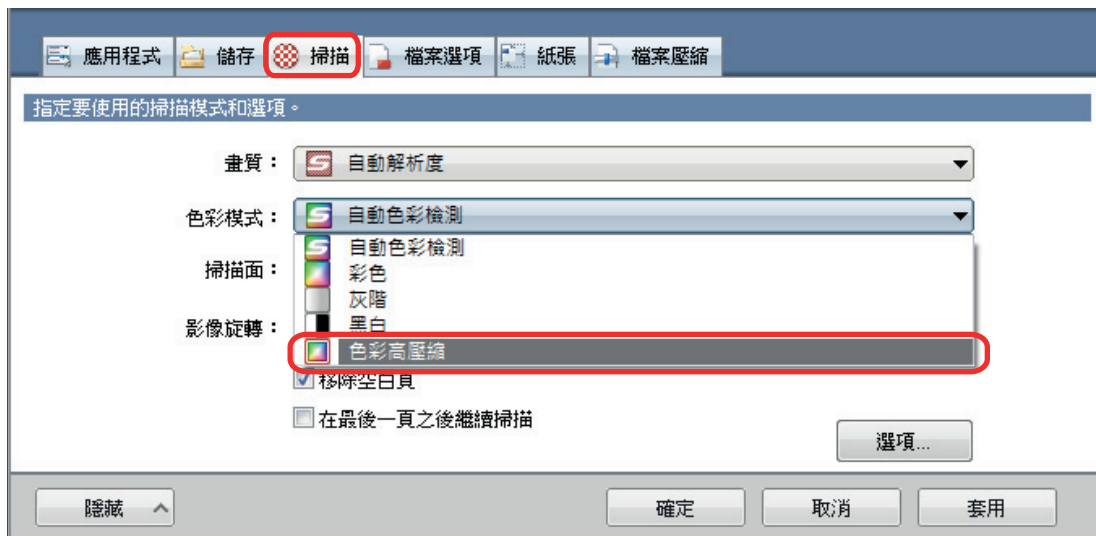 應用程式 儲存 掃描 檔案選項 紙張 檔案壓縮
指定要使用的掃描模式和選項。
畫質： 自動解析度
色彩模式： 自動色彩檢測
自動色彩檢測
掃描面： 彩色
灰階
影像旋轉： 黑白
色彩高壓縮
移除空白頁
在最後一頁之後繼續掃描
選項...
隱藏 確定 取消 套用